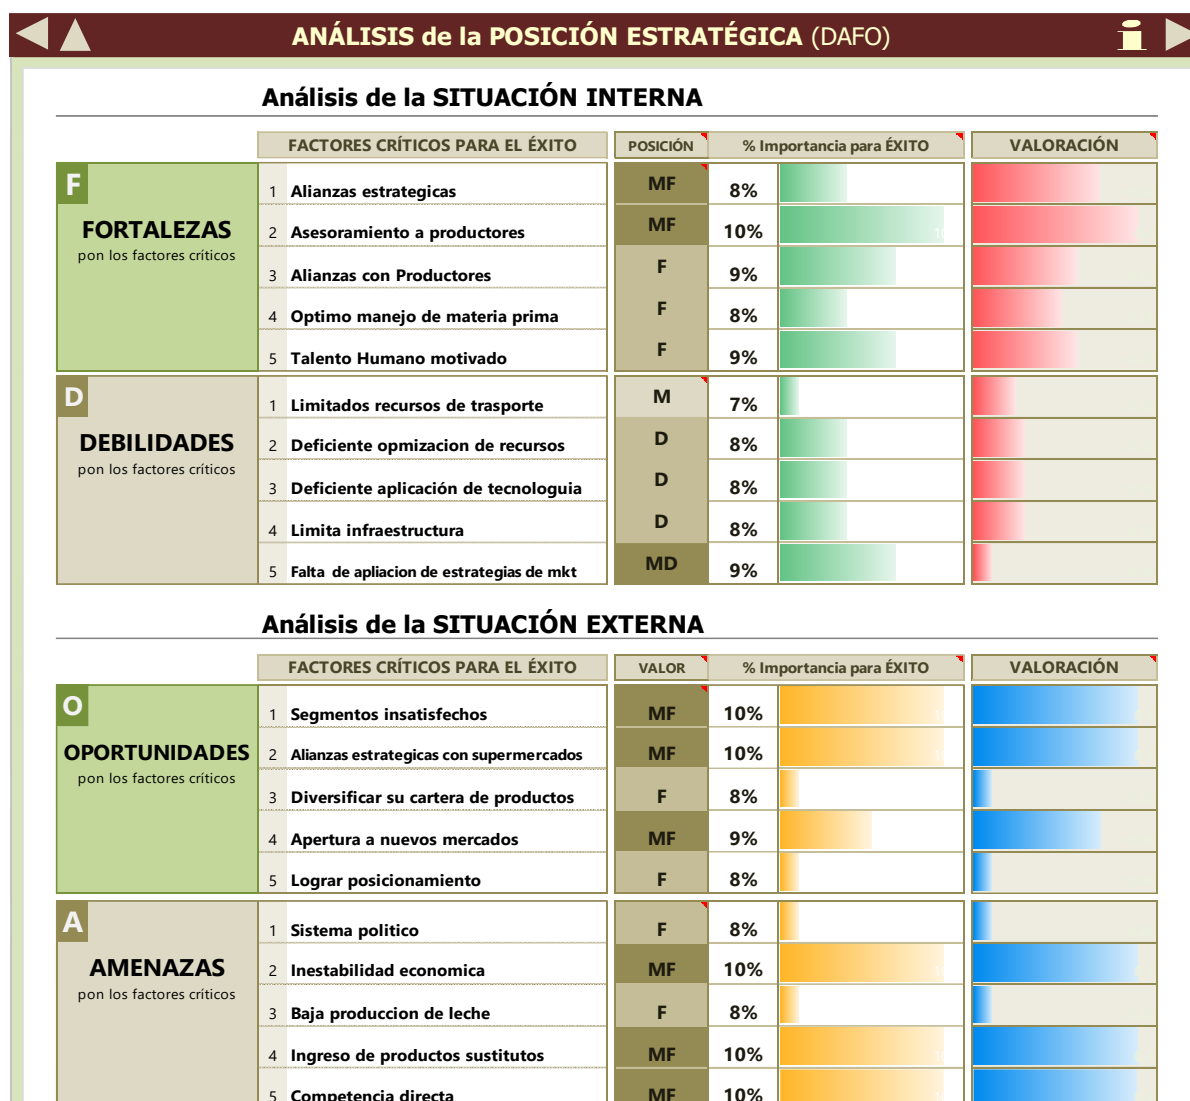 ANÁLISIS de la POSICIÓN ESTRATÉGICA (DAFO)
Análisis de la SITUACIÓN INTERNA
FACTORES CRÍTICOS PARA EL ÉXITO POSICIÓN % Importancia para ÉXITO VALORACIÓN
F
FORTALEZAS
pon los factores críticos
1 Alianzas estrategicas MF 8%
2 Asesoramiento a productores MF 10%
3 Alianzas con Productores F 9%
4 Optimo manejo de materia prima F 8%
5 Talento Humano motivado F 9%
D
DEBILIDADES
pon los factores críticos
1 Limitados recursos de trasporte M 7%
2 Deficiente opmizacion de recursos D 8%
3 Deficiente aplicación de tecnologuia D 8%
4 Limita infraestructura D 8%
5 Falta de apliacion de estrategias de mkt MD 9%
Análisis de la SITUACIÓN EXTERNA
FACTORES CRÍTICOS PARA EL ÉXITO VALOR % Importancia para ÉXITO VALORACIÓN
O
OPORTUNIDADES
pon los factores críticos
1 Segmentos insatisfechos MF 10%
2 Alianzas estrategicas con supermercados MF 10%
3 Diversificar su cartera de productos F 8%
4 Apertura a nuevos mercados MF 9%
5 Lograr posicionamiento F 8%
A
AMENAZAS
pon los factores críticos
1 Sistema politico F 8%
2 Inestabilidad economica MF 10%
3 Baja produccion de leche F 8%
4 Ingreso de productos sustitutos MF 10%
5 Competencia directa MF 10%